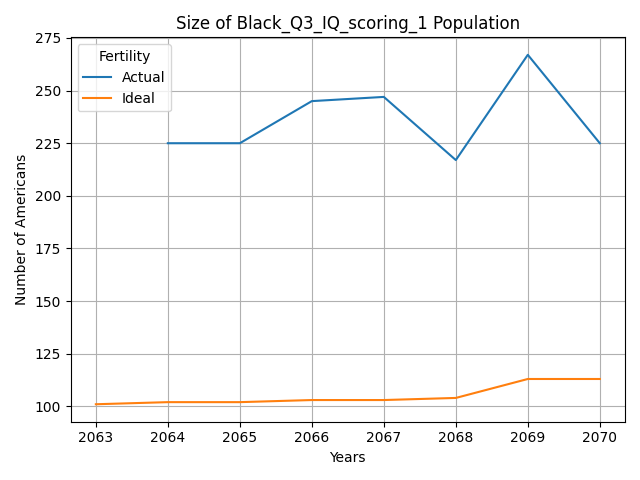 Size of Black_Q3_IQ_scoring_1 Population
Fertility
Actual
Ideal
Number of Americans
275
250
225
200
175
150
125
100
2063 2064 2065 2066 2067 2068 2069 2070
Years